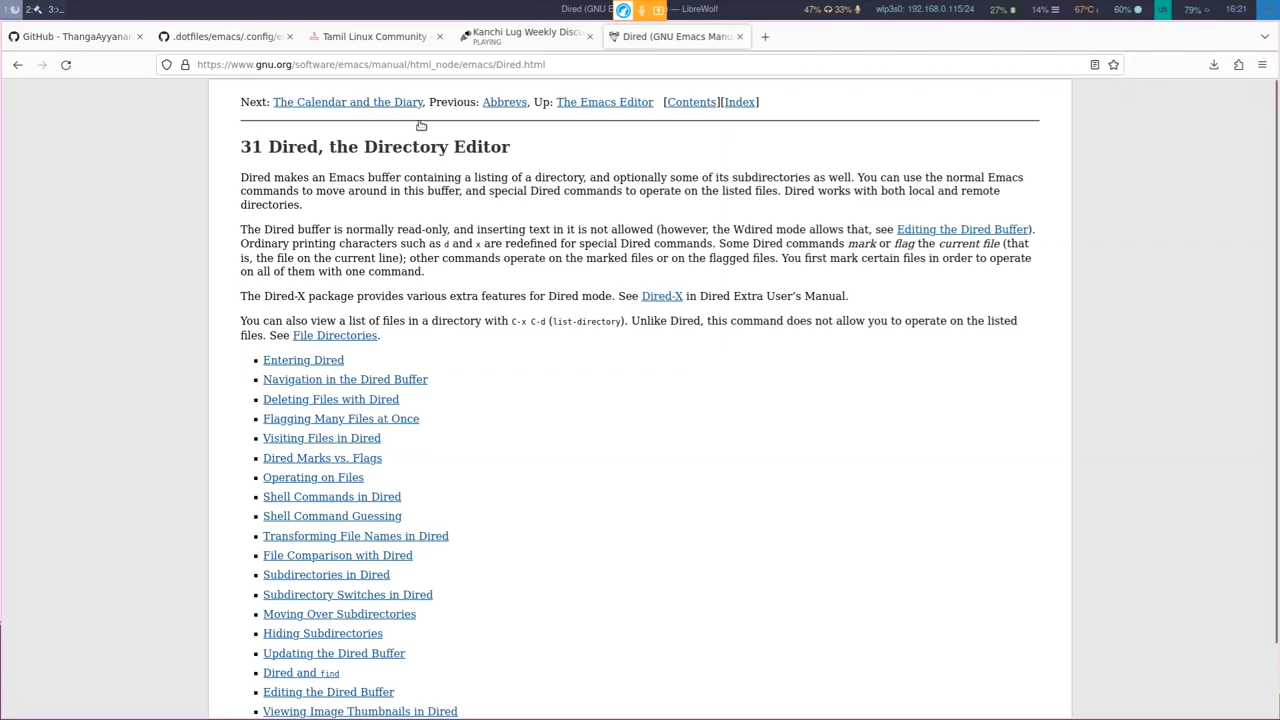 1: 2: 3: Dired (GNU E — LibreWolf 47% 33% wlp3s0: 192.168.0.115/24 27% 14% 67°C 60% us 79% 16:21
GitHub - ThangaAyyanar .dotfiles/emacs/.config/e Tamil Linux Community - Kanchi Lug Weekly Discu Dired (GNU Emacs Manu
PLAYING
https://www.gnu.org/software/emacs/manual/html_node/emacs/Dired.html
Next: The Calendar and the Diary, Previous: Abbrevs, Up: The Emacs Editor [Contents][Index]
31 Dired, the Directory Editor
Dired makes an Emacs buffer containing a listing of a directory, and optionally some of its subdirectories as well. You can use the normal Emacs
commands to move around in this buffer, and special Dired commands to operate on the listed files. Dired works with both local and remote
directories.
The Dired buffer is normally read-only, and inserting text in it is not allowed (however, the Wdired mode allows that, see Editing the Dired Buffer).
Ordinary printing characters such as d and x are redefined for special Dired commands. Some Dired commands mark or flag the current file (that
is, the file on the current line); other commands operate on the marked files or on the flagged files. You first mark certain files in order to operate
on all of them with one command.
The Dired-X package provides various extra features for Dired mode. See Dired-X in Dired Extra User’s Manual.
You can also view a list of files in a directory with C-x C-d (list-directory). Unlike Dired, this command does not allow you to operate on the listed
files. See File Directories.
▪ Entering Dired
▪ Navigation in the Dired Buffer
▪ Deleting Files with Dired
▪ Flagging Many Files at Once
▪ Visiting Files in Dired
▪ Dired Marks vs. Flags
▪ Operating on Files
▪ Shell Commands in Dired
▪ Shell Command Guessing
▪ Transforming File Names in Dired
▪ File Comparison with Dired
▪ Subdirectories in Dired
▪ Subdirectory Switches in Dired
▪ Moving Over Subdirectories
▪ Hiding Subdirectories
▪ Updating the Dired Buffer
▪ Dired and find
▪ Editing the Dired Buffer
▪ Viewing Image Thumbnails in Dired